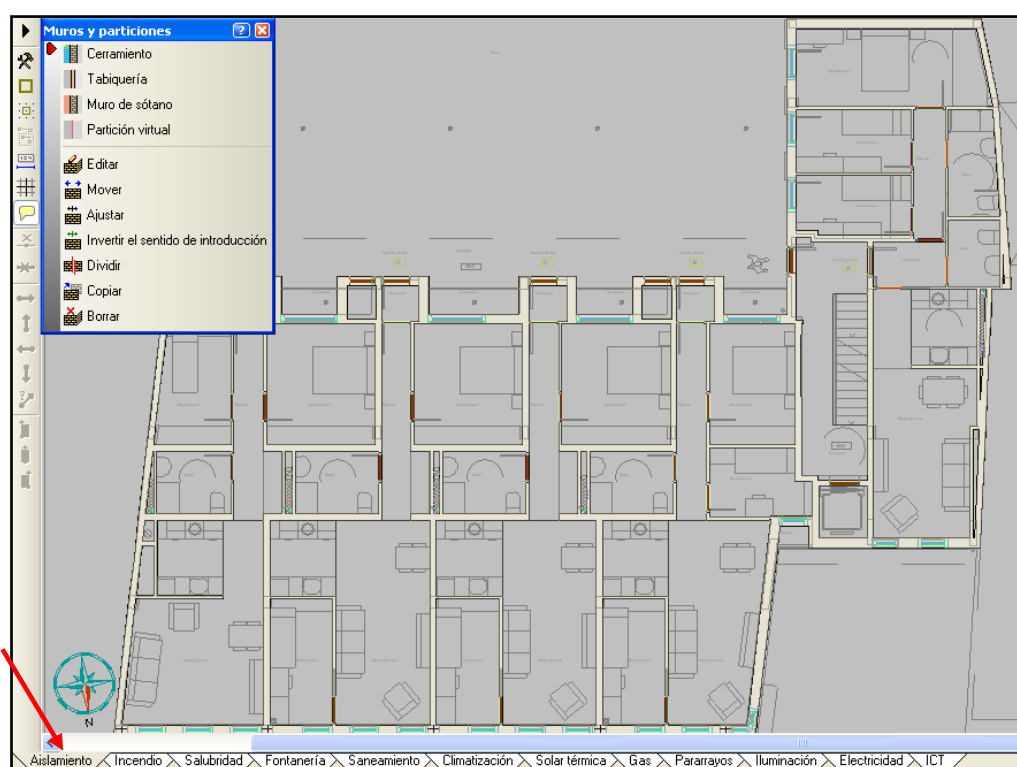 Muros y particiones
Cerramiento
Tabiquería
Muro de sótano
Partición virtual
Editar
Mover
Ajustar
Invertir el sentido de introducción
Dividir
Copiar
Borrar
N
Aislamiento Incendio Salubridad Fontanería Saneamiento Climatización Solar térmica Gas Pararrayos Iluminación Electricidad ICT